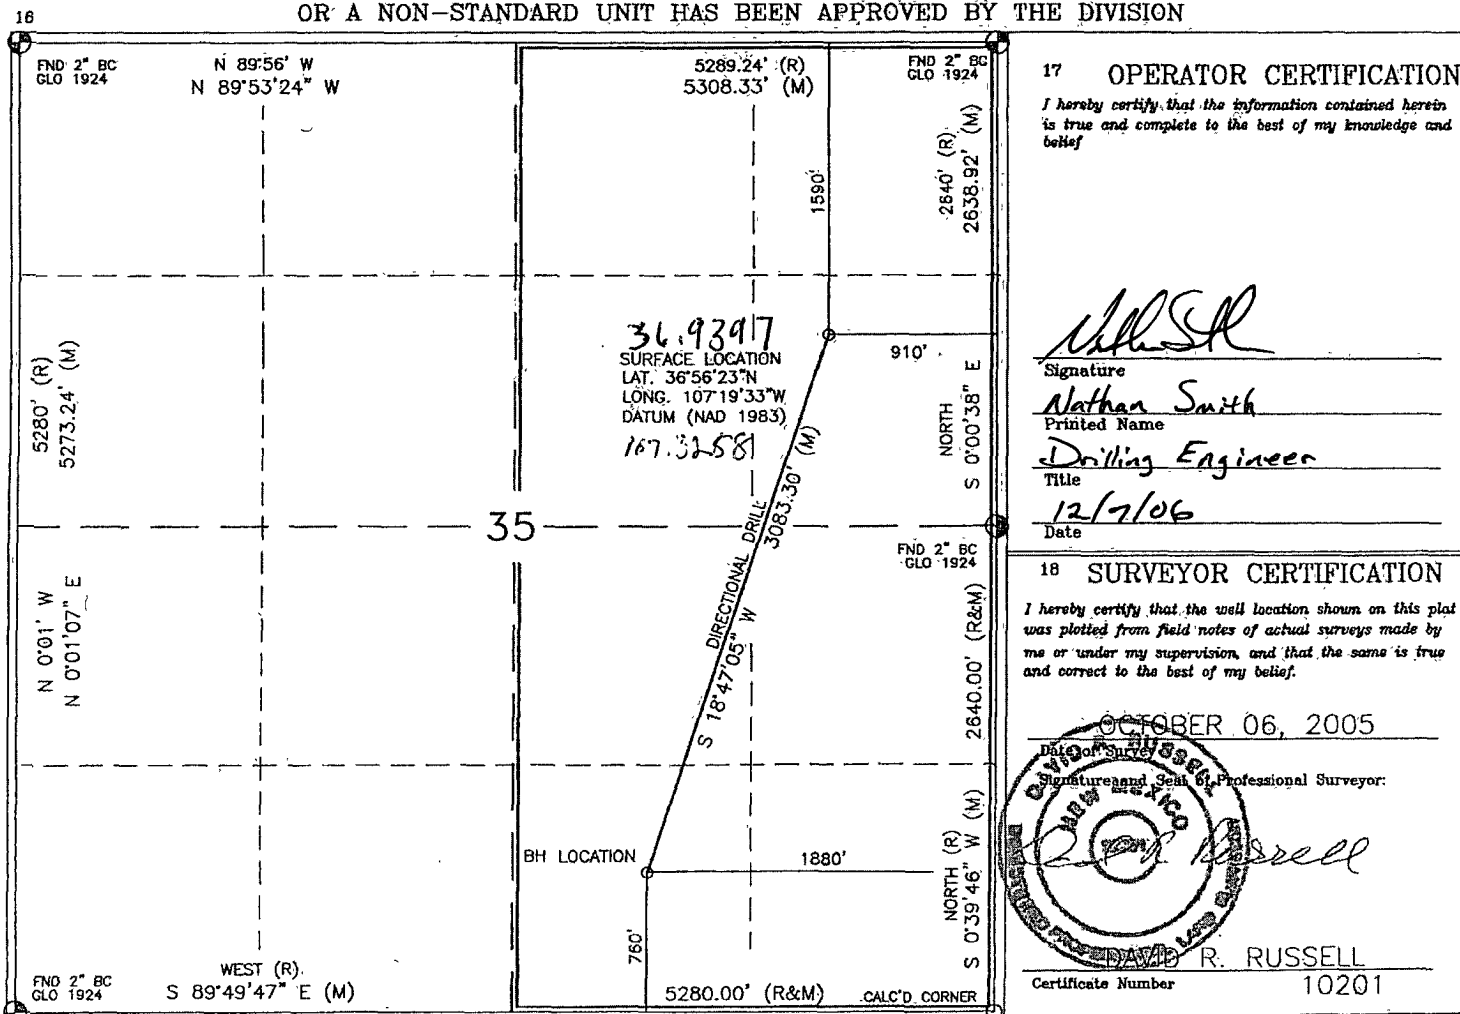 OR A NON-STANDARD UNIT HAS BEEN APPROVED BY THE DIVISION
16
FND 2" BC
GLO 1924
N 89°56' W
N 89°53'24" W
5289.24' (R)
5308.33' (M)
FND 2" BC
GLO 1924
1590'
2640' (R)
2638.92' (M)
36.9397
SURFACE LOCATION
LAT. 36°56'23"N
LONG. 107°19'33"W
DATUM (NAD 1983)
107.3258
910'
5280' (R)
5273.24' (M)
NORTH
S 0°00'38" E
35
DIRECTIONAL DRILL
3083.30' (M)
S 18°47'05" W
FND 2" BC
GLO 1924
N 0°01' W
N 0°01'07" E
2640.00' (R&M)
BH LOCATION
1880'
NORTH (R)
S 0°39'46" W (M)
760'
FND 2" BC
GLO 1924
WEST (R)
S 89°49'47" E (M)
5280.00' (R&M)
CALC'D CORNER
17 OPERATOR CERTIFICATION
I hereby certify that the information contained herein
is true and complete to the best of my knowledge and
belief
Signature
Nathan Smith
Printed Name
Drilling Engineer
Title
12/7/06
Date
18 SURVEYOR CERTIFICATION
I hereby certify that the well location shown on this plat
was plotted from field notes of actual surveys made by
me or under my supervision, and that the same is true
and correct to the best of my belief.
OCTOBER 06, 2005
Date of Survey
Signature and Seal of Professional Surveyor:
DAVID R. RUSSELL
NEW MEXICO
DAVID R. RUSSELL
Certificate Number 10201